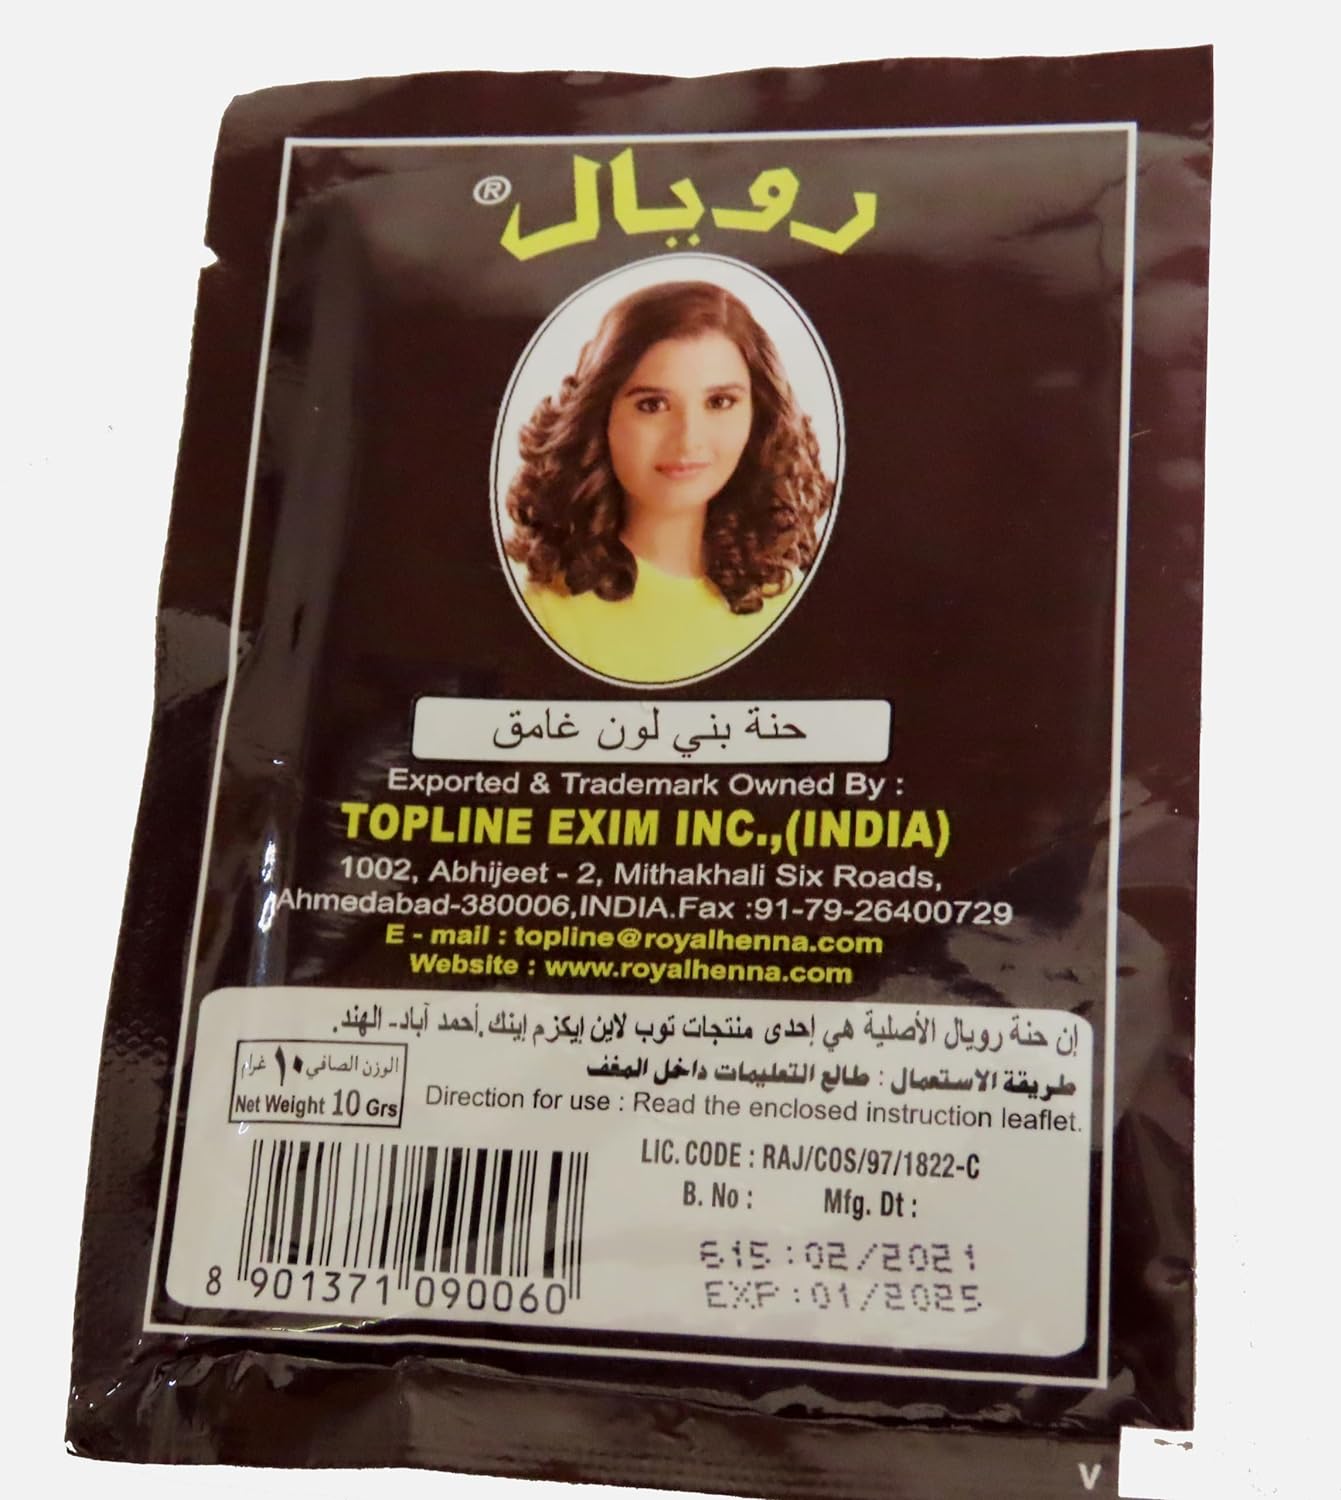 رويال ®
حنة بني لون غامق
Exported & Trademark Owned By :
TOPLINE EXIM INC.,(INDIA)
1002, Abhijeet - 2, Mithakhali Six Roads,
Ahmedabad-380006,INDIA.Fax :91-79-26400729
E - mail : topline@royalhenna.com
Website : www.royalhenna.com
إن حنة رويال الأصلية هي إحدى منتجات توب لاين إيكزم إينك.أحمد آباد- الهند.
طريقة الاستعمال : طالع التعليمات داخل المغف
الوزن الصافي ١٠ غرام
Net Weight 10 Grs
Direction for use : Read the enclosed instruction leaflet.
LIC. CODE : RAJ/COS/97/1822-C
B. No : Mfg. Dt :
615 : 02/2021
EXP : 01/2025
8 901371 090060
V